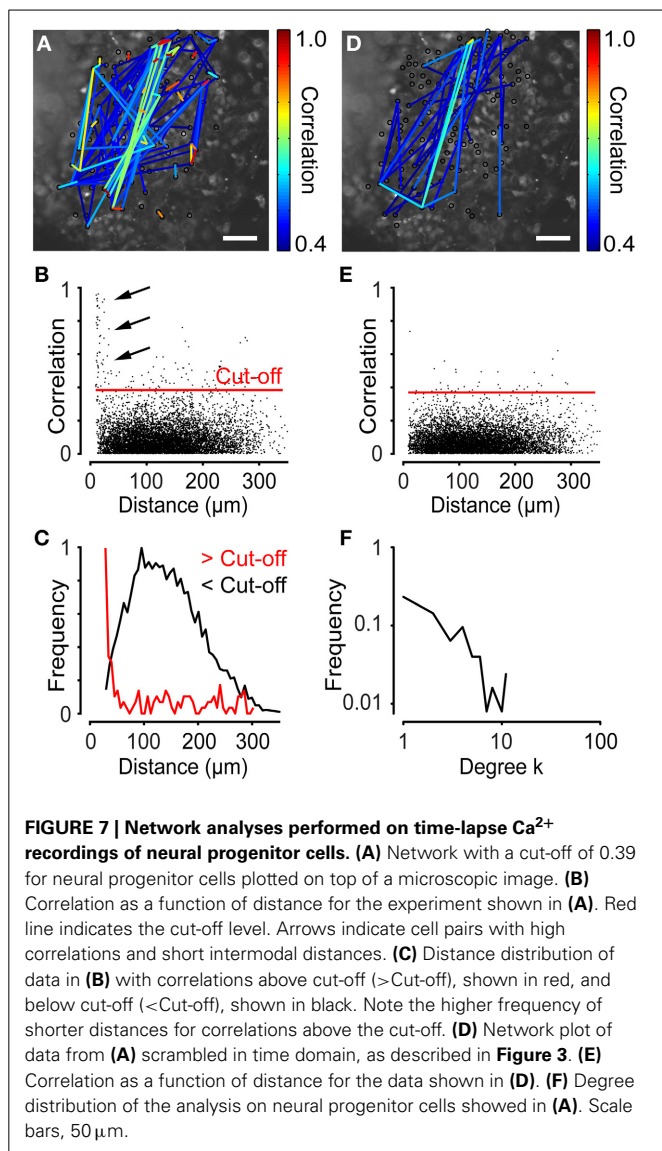 A
1.0
Correlation
0.4
D
1.0
Correlation
0.4
B
1
Correlation
0
Cut-off
0 100 200 300
Distance (µm)
E
1
Correlation
0
0 100 200 300
Distance (µm)
C
1
Frequency
0
> Cut-off
< Cut-off
0 100 200 300
Distance (µm)
F
1
0.1
0.01
Frequency
1 10 100
Degree k
FIGURE 7 | Network analyses performed on time-lapse Ca2+
recordings of neural progenitor cells. (A) Network with a cut-off of 0.39
for neural progenitor cells plotted on top of a microscopic image. (B)
Correlation as a function of distance for the experiment shown in (A). Red
line indicates the cut-off level. Arrows indicate cell pairs with high
correlations and short intermodal distances. (C) Distance distribution of
data in (B) with correlations above cut-off (>Cut-off), shown in red, and
below cut-off (<Cut-off), shown in black. Note the higher frequency of
shorter distances for correlations above the cut-off. (D) Network plot of
data from (A) scrambled in time domain, as described in Figure 3. (E)
Correlation as a function of distance for the data shown in (D). (F) Degree
distribution of the analysis on neural progenitor cells showed in (A). Scale
bars, 50 µm.